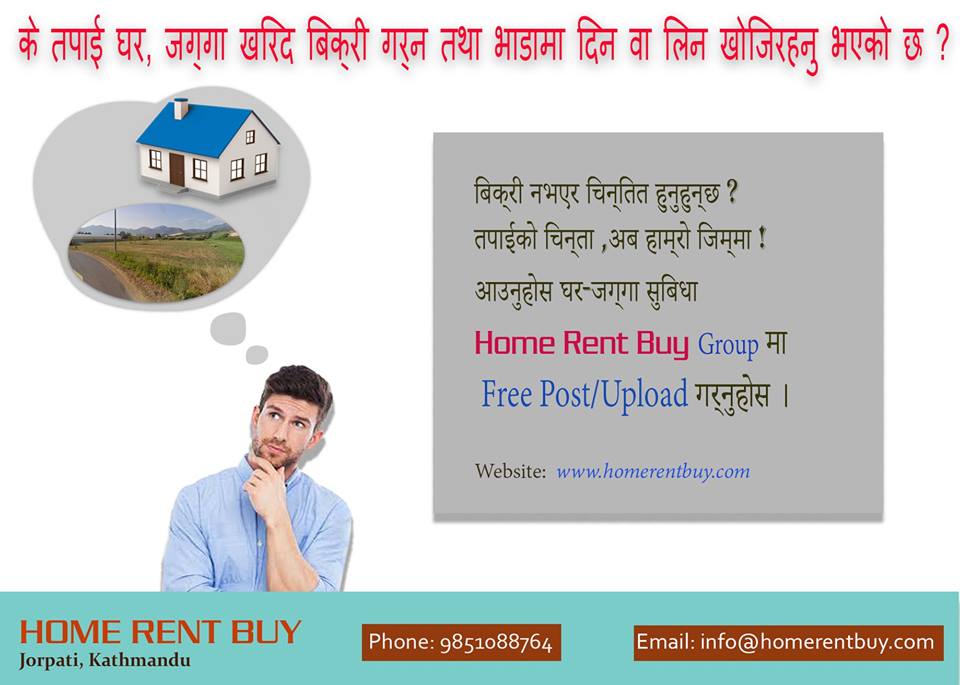 के तपाई घर, जग्गा खरिद बिक्री गर्न तथा भाडामा दिन वा लिन खोजिरहनु भएको छ ?
बिक्री नभएर चिन्तित हुनुहुन्छ ?
तपाईको चिन्ता ,अब हाम्रो जिम्मा !
आउनुहोस घर-जग्गा सुबिधा
Home Rent Buy Group मा
Free Post/Upload गर्नुहोस ।
Website: www.homerentbuy.com
HOME RENT BUY
Jorpati, Kathmandu
Phone: 9851088764
Email: info@homerentbuy.com